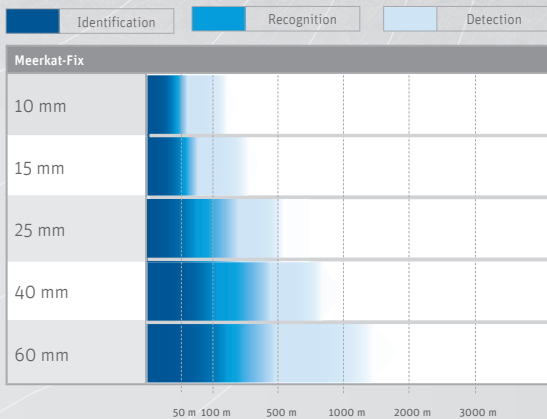 Identification Recognition Detection
Meerkat-Fix
10 mm
15 mm
25 mm
40 mm
60 mm
50 m 100 m 500 m 1000 m 2000 m 3000 m